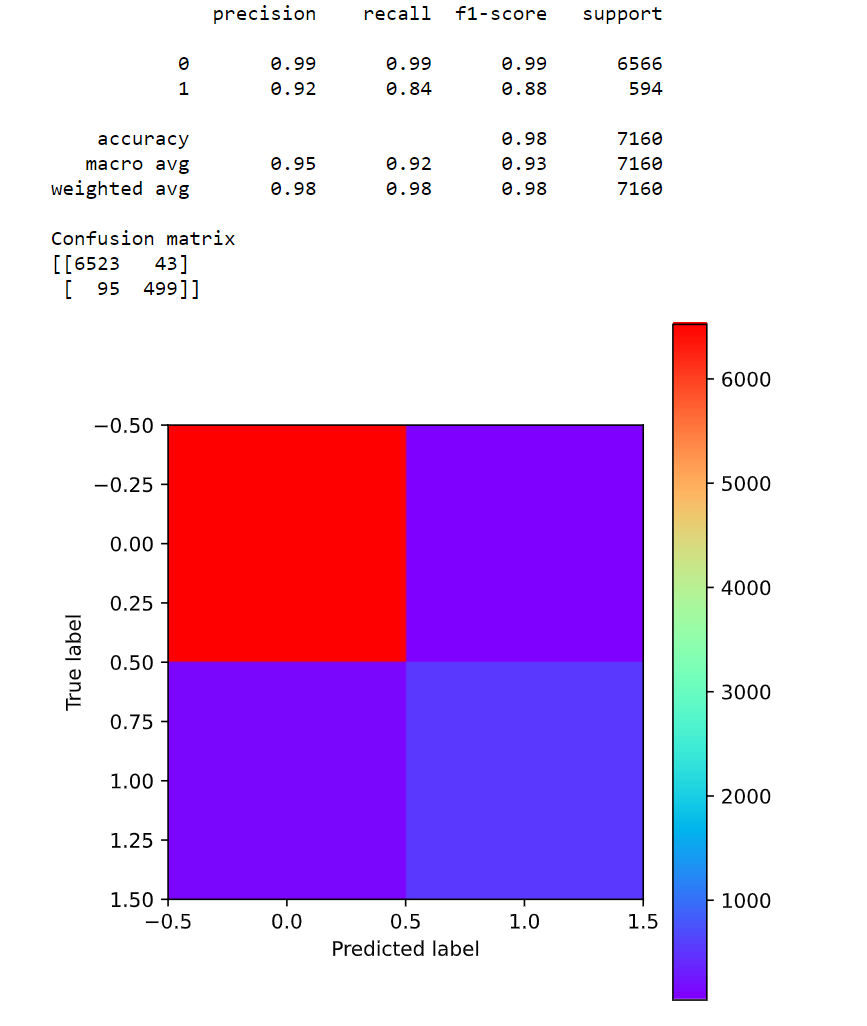 precision recall f1-score support
0 0.99 0.99 0.99 6566
1 0.92 0.84 0.88 594
accuracy 0.98 7160
macro avg 0.95 0.92 0.93 7160
weighted avg 0.98 0.98 0.98 7160
Confusion matrix
[[6523 43]
[ 95 499]]
6000
5000
4000
3000
2000
1000
−0.50
−0.25
0.00
0.25
0.50
0.75
1.00
1.25
1.50
True label
−0.5 0.0 0.5 1.0 1.5
Predicted label